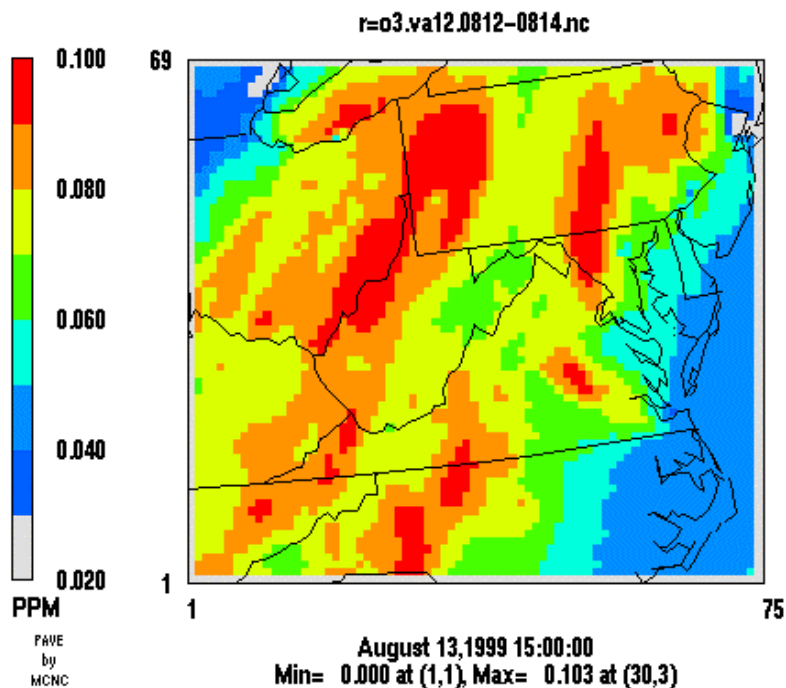 r=o3.va12.0812-0814.nc
0.100
0.080
0.060
0.040
0.020
PPM
PAVE
by
MCNC
69
1
1
75
August 13,1999 15:00:00
Min= 0.000 at (1,1), Max= 0.103 at (30,3)